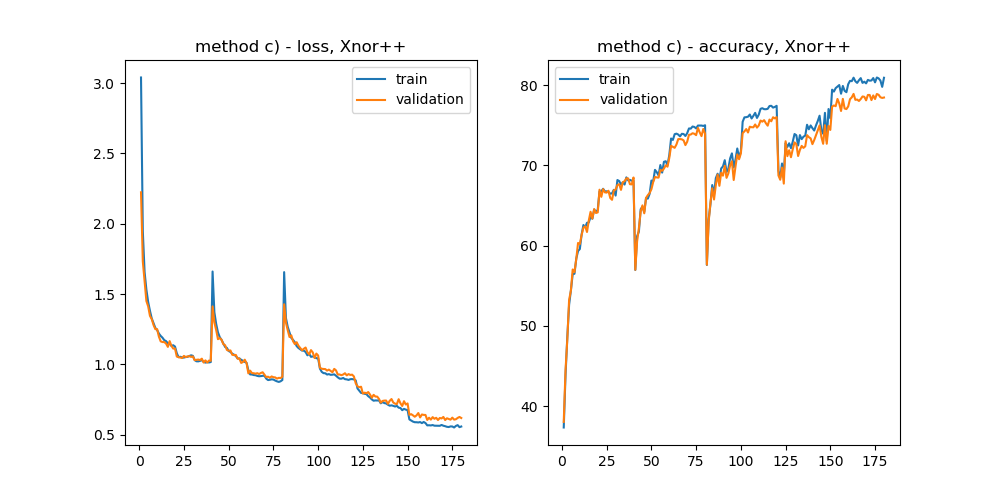 method c) - loss, Xnor++
train
validation
3.0
2.5
2.0
1.5
1.0
0.5
0 25 50 75 100 125 150 175
method c) - accuracy, Xnor++
train
validation
80
70
60
50
40
0 25 50 75 100 125 150 175